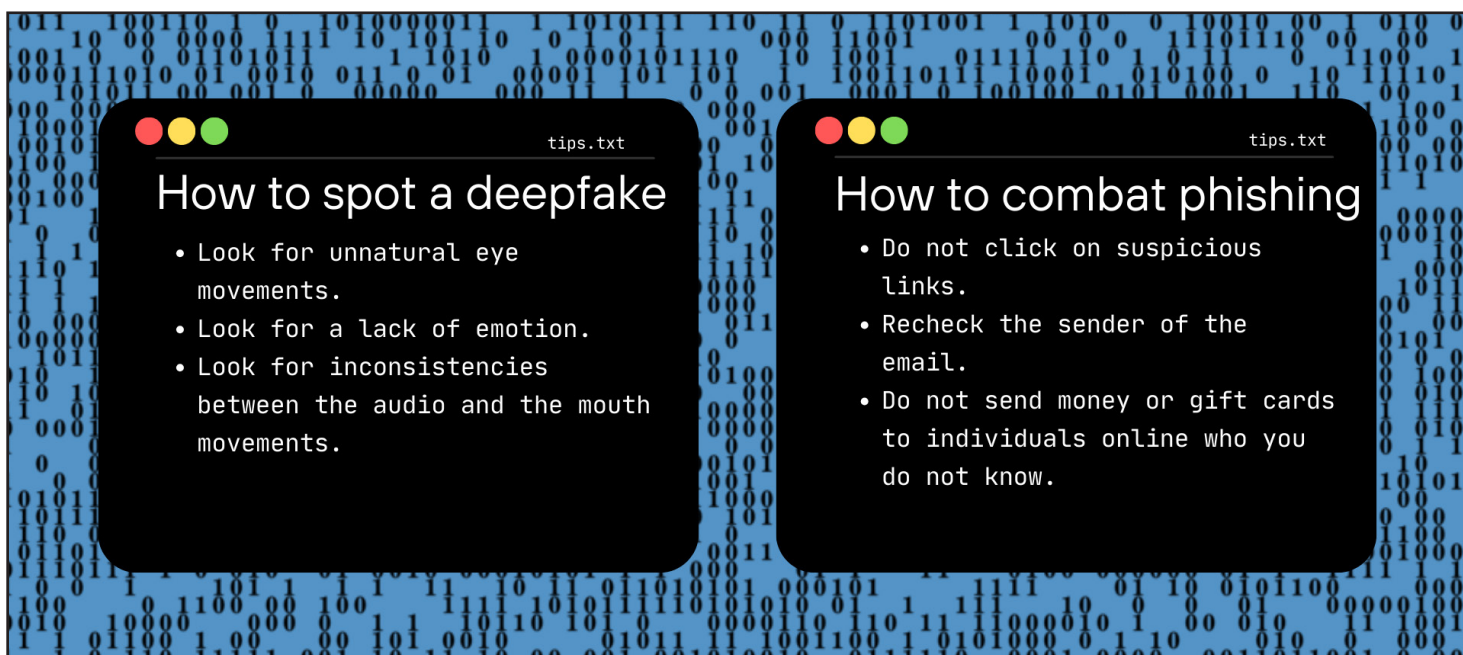 tips.txt
How to spot a deepfake
• Look for unnatural eye
movements.
• Look for a lack of emotion.
• Look for inconsistencies
between the audio and the mouth
movements.
tips.txt
How to combat phishing
• Do not click on suspicious
links.
• Recheck the sender of the
email.
• Do not send money or gift cards
to individuals online who you
do not know.